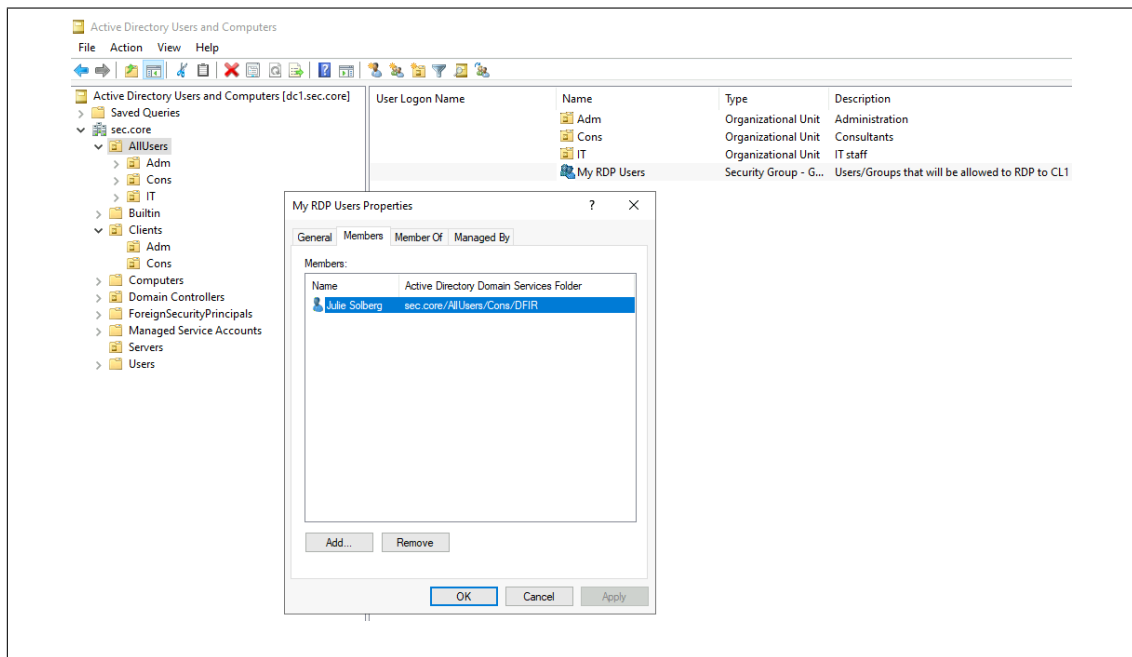 Active Directory Users and Computers
File Action View Help
Active Directory Users and Computers [dc1.sec.core]
Saved Queries
sec.core
AllUsers
Adm
Cons
IT
Builtin
Clients
Adm
Cons
Computers
Domain Controllers
ForeignSecurityPrincipals
Managed Service Accounts
Servers
Users
User Logon Name Name Type Description
Adm Organizational Unit Administration
Cons Organizational Unit Consultants
IT Organizational Unit IT staff
My RDP Users Security Group - G... Users/Groups that will be allowed to RDP to CL1
My RDP Users Properties ?
General Members Member Of Managed By
Members:
Name Active Directory Domain Services Folder
Julie Solberg sec.core/AllUsers/Cons/DFIR
Add... Remove
OK Cancel Apply